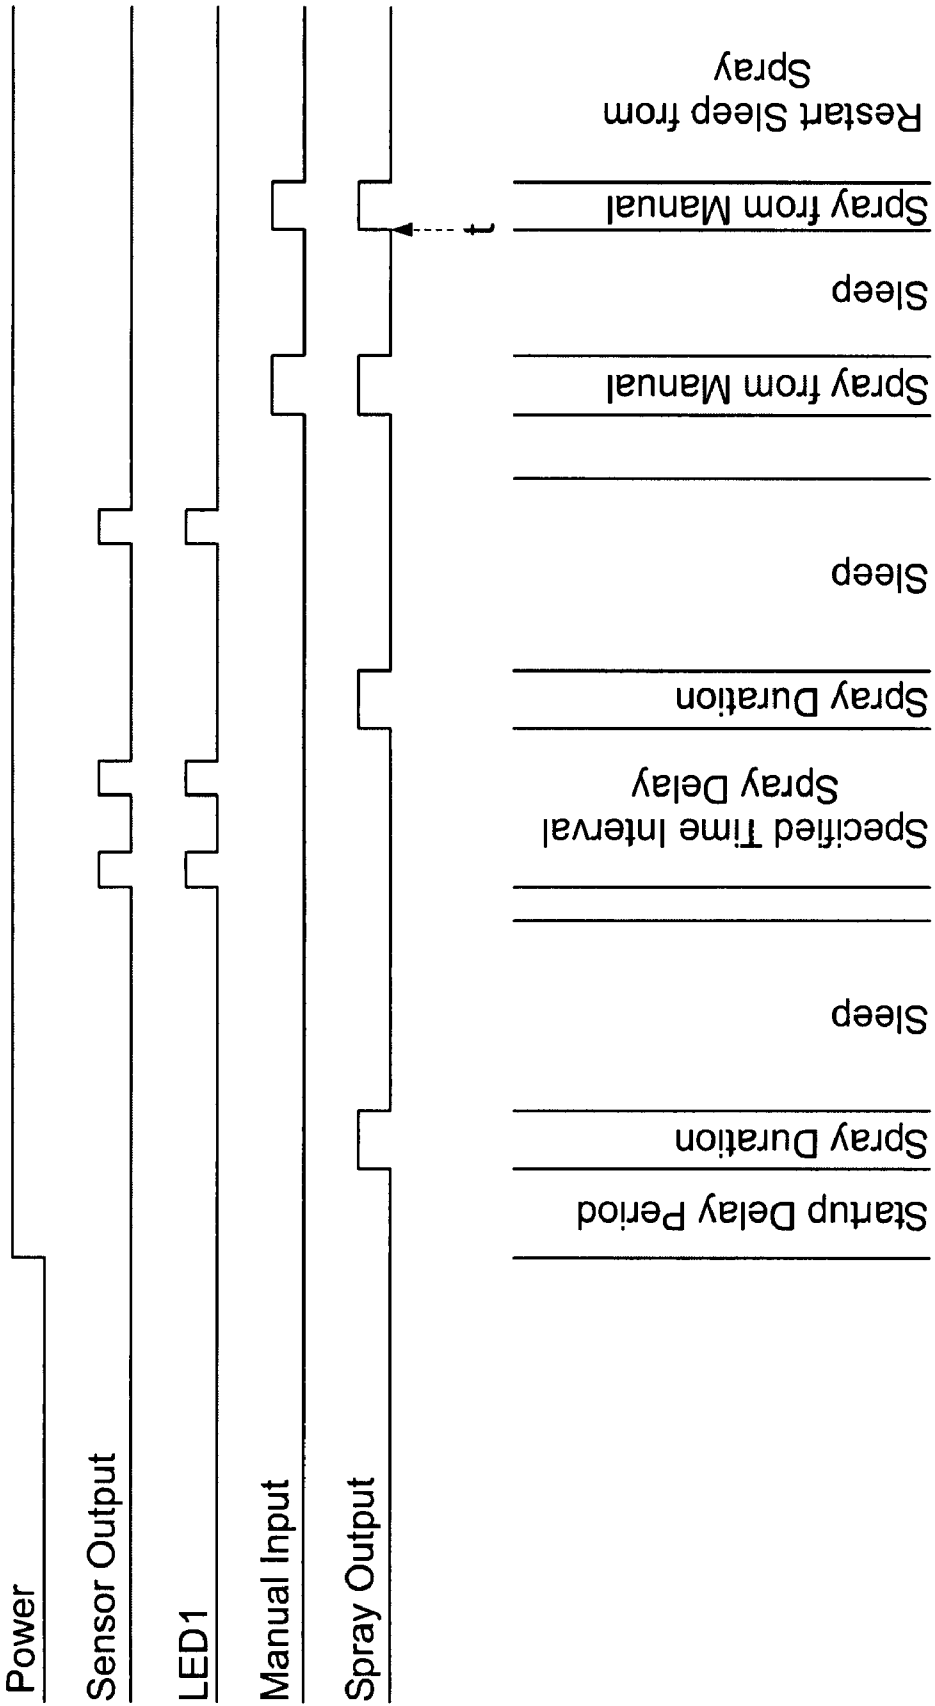 Power
Sensor Output
LED1
Manual Input
Spray Output
t
Startup Delay Period
Spray Duration
Sleep
Specified Time Interval
Spray Delay
Spray Duration
Sleep
Spray from Manual
Sleep
Spray from Manual
Restart Sleep from
Spray